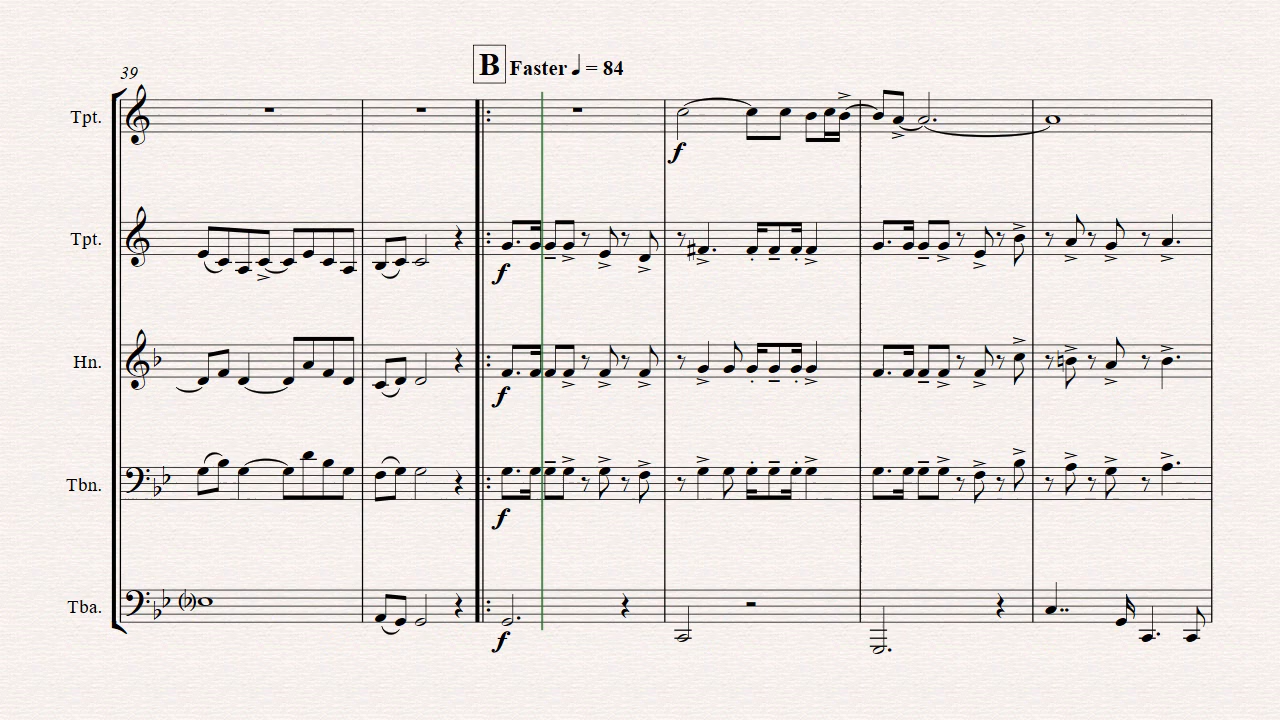 B Faster ♩ = 84
39
Tpt.
f
Tpt.
f
Hn.
f
Tbn.
f
Tba.
f